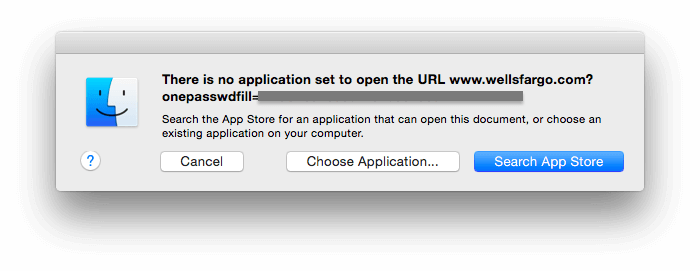 There is no application set to open the URL www.wellsfargo.com?
onepasswdfill=
Search the App Store for an application that can open this document, or choose an
existing application on your computer.
?
Cancel
Choose Application...
Search App Store